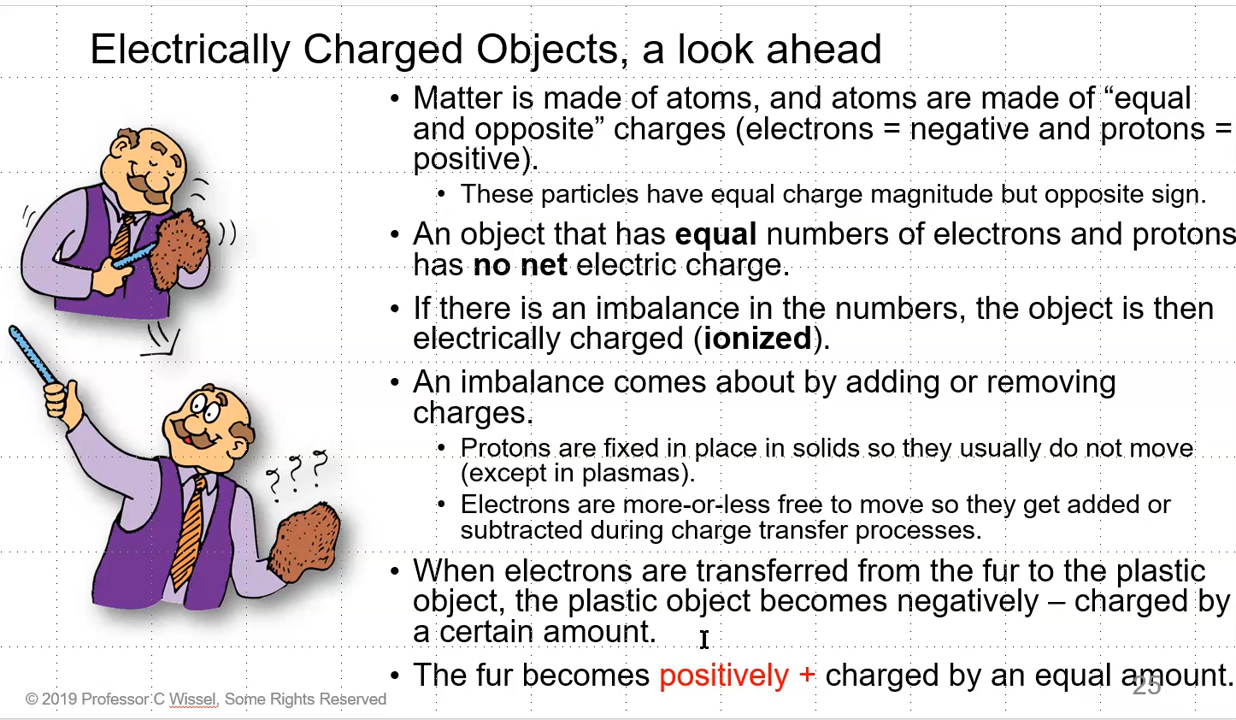 Electrically Charged Objects, a look ahead
• Matter is made of atoms, and atoms are made of “equal
and opposite” charges (electrons = negative and protons =
positive).
• These particles have equal charge magnitude but opposite sign.
• An object that has equal numbers of electrons and protons
has no net electric charge.
• If there is an imbalance in the numbers, the object is then
electrically charged (ionized).
• An imbalance comes about by adding or removing
charges.
• Protons are fixed in place in solids so they usually do not move
(except in plasmas).
• Electrons are more-or-less free to move so they get added or
subtracted during charge transfer processes.
• When electrons are transferred from the fur to the plastic
object, the plastic object becomes negatively – charged by
a certain amount.
• The fur becomes positively + charged by an equal amount.
? ? ?
© 2019 Professor C Wissel, Some Rights Reserved
25